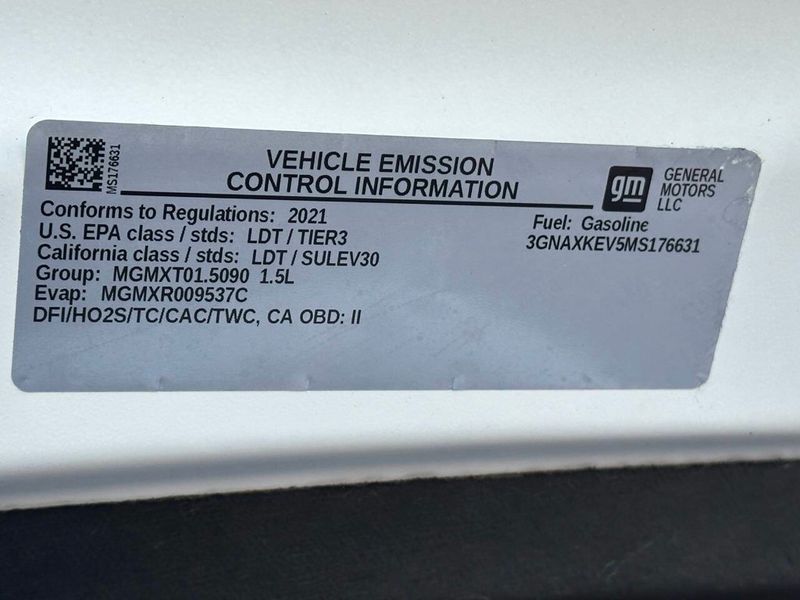 MS176631
VEHICLE EMISSION
CONTROL INFORMATION
gm
GENERAL
MOTORS
LLC
Conforms to Regulations: 2021
U.S. EPA class / stds: LDT / TIER3
California class / stds: LDT / SULEV30
Group: MGMXT01.5090 1.5L
Evap: MGMXR009537C
DFI/HO2S/TC/CAC/TWC, CA OBD: II
Fuel: Gasoline
3GNAXKEV5MS176631